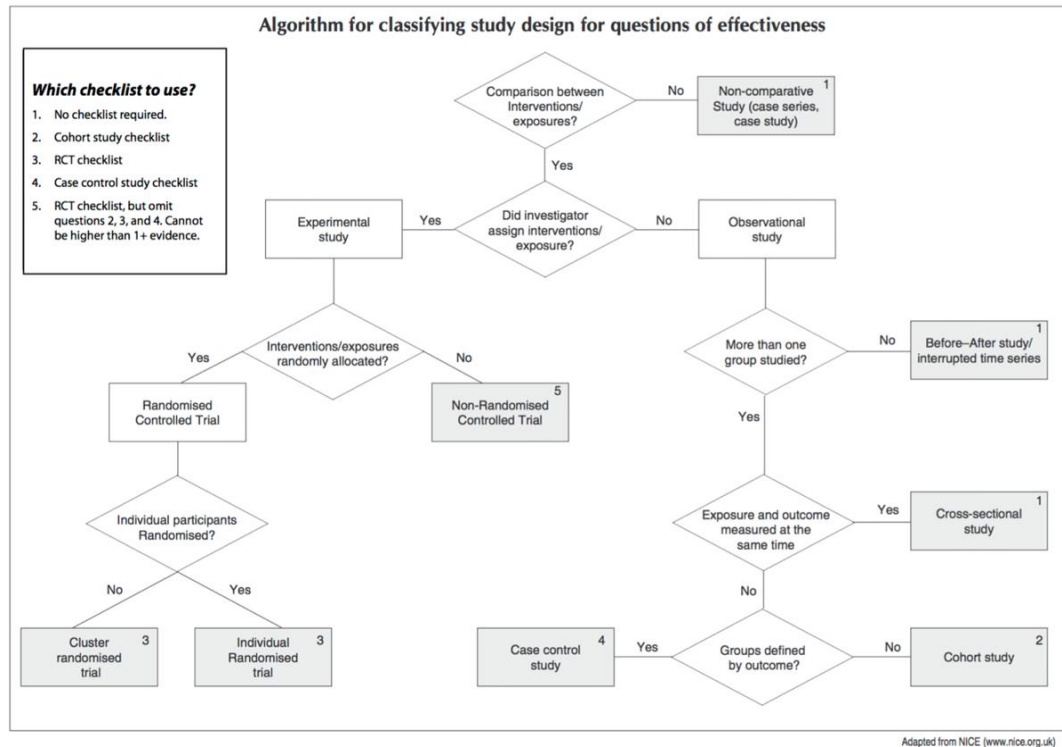 Algorithm for classifying study design for questions of effectiveness
Which checklist to use?
1. No checklist required.
2. Cohort study checklist
3. RCT checklist
4. Case control study checklist
5. RCT checklist, but omit
questions 2, 3, and 4. Cannot
be higher than 1+ evidence.
Comparison between
Interventions/
exposures?
No
1
Non-comparative
Study (case series,
case study)
Yes
Experimental
study
Yes
Did investigator
assign interventions/
exposure?
No
Observational
study
Interventions/exposures
randomly allocated?
Yes
No
More than one
group studied?
No
1
Before–After study/
interrupted time series
Randomised
Controlled Trial
5
Non-Randomised
Controlled Trial
Yes
Individual participants
Randomised?
Exposure and outcome
measured at the
same time
Yes
1
Cross-sectional
study
No
Yes
No
Cluster
randomised
trial
3
Individual
Randomised
trial
3
Case control
study
4
Yes
Groups defined
by outcome?
No
Cohort study
2
Adapted from NICE (www.nice.org.uk)